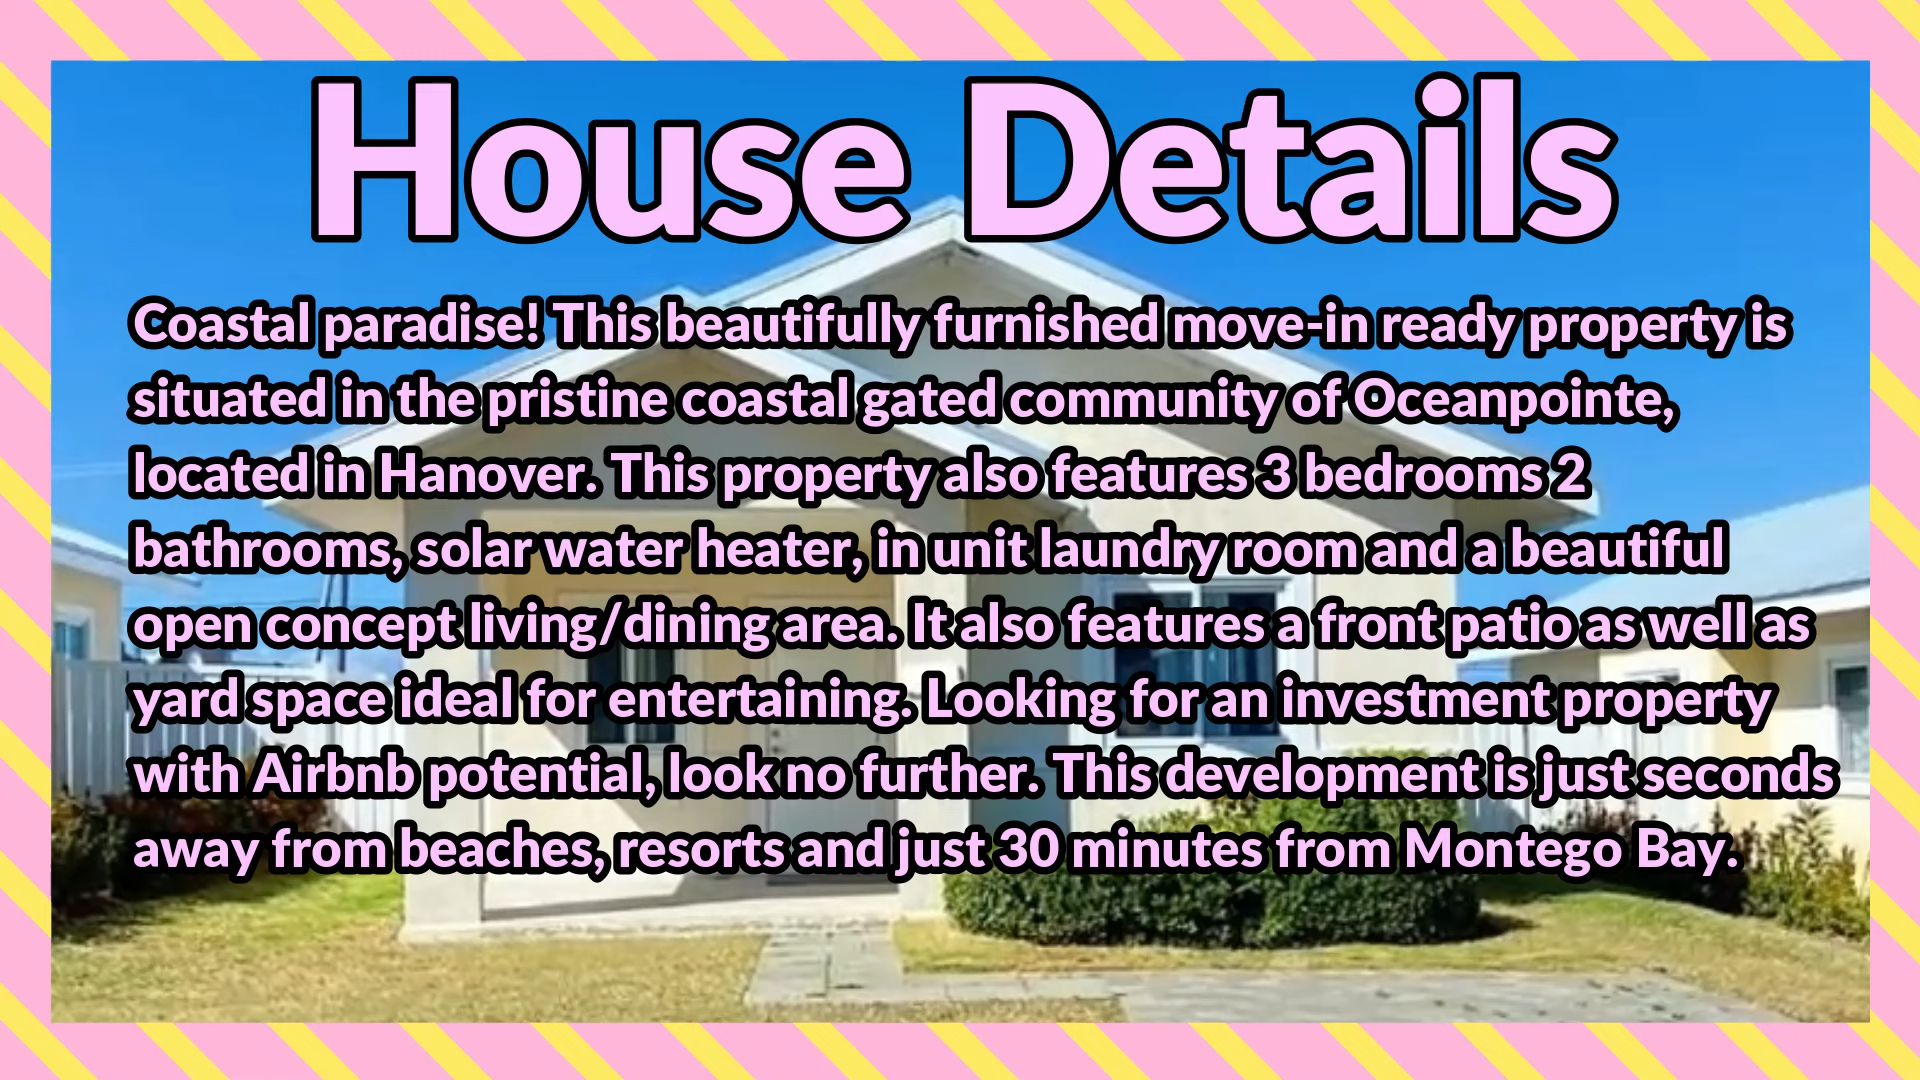 House Details
Coastal paradise! This beautifully furnished move-in ready property is
situated in the pristine coastal gated community of Oceanpointe,
located in Hanover. This property also features 3 bedrooms 2
bathrooms, solar water heater, in unit laundry room and a beautiful
open concept living/dining area. It also features a front patio as well as
yard space ideal for entertaining. Looking for an investment property
with Airbnb potential, look no further. This development is just seconds
away from beaches, resorts and just 30 minutes from Montego Bay.